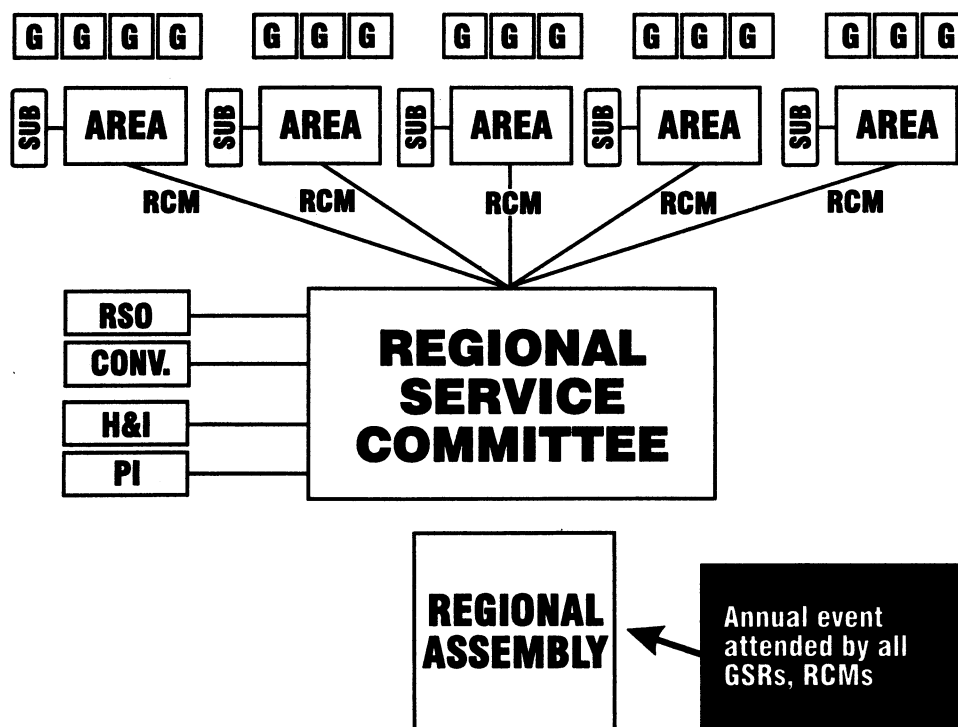 G G G G G G G G G G G G G G G G
SUB AREA SUB AREA SUB AREA SUB AREA SUB AREA
RCM RCM RCM RCM RCM
RSO
CONV.
H&I
PI
REGIONAL
SERVICE
COMMITTEE
REGIONAL
ASSEMBLY
Annual event
attended by all
GSRs, RCMs